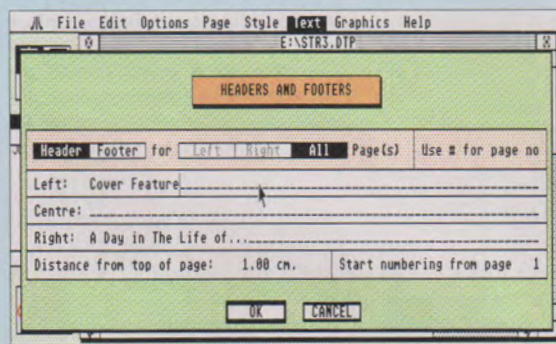 File Edit Options Page Style Text Graphics Help
E:\STR3.DTP
HEADERS AND FOOTERS
Header Footer for Left Right All Page(s) Use # for page no
Left: Cover Feature
Centre:
Right: A Day in The Life of...
Distance from top of page: 1.00 cm. Start numbering from page 1
OK CANCEL